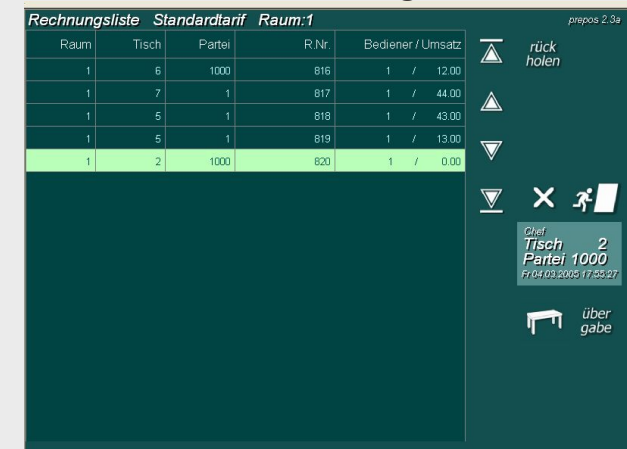 Rechnungsliste Standardtarif Raum:1
prepos 2.3a
Raum Tisch Partei R.Nr. Bediener / Umsatz
1 6 1000 816 1 / 12.00
1 7 1 817 1 / 44.00
1 5 1 818 1 / 43.00
1 5 1 819 1 / 13.00
1 2 1000 820 1 / 0.00
rück
holen
Chef
Tisch 2
Partei 1000
Fr 04.03.2005 17:55:27
über
gabe